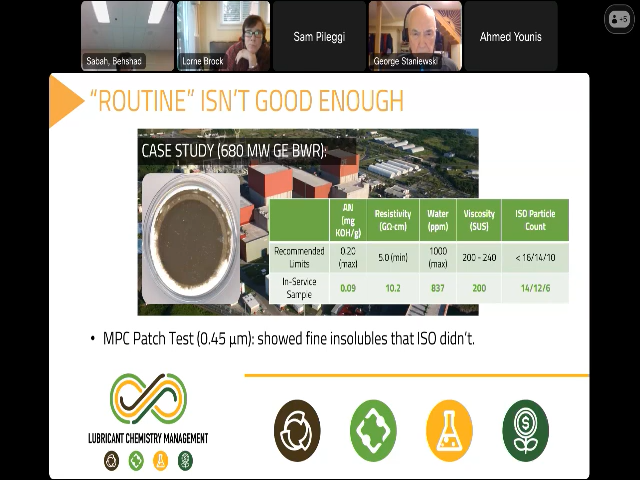 Sabah, Behshad
Lorne Brock
Sam Pileggi
George Staniewski
Ahmed Younis
+5
“ROUTINE” ISN’T GOOD ENOUGH
CASE STUDY (680 MW GE BWR):
AN (mg KOH/g) Resistivity (GΩ-cm) Water (ppm) Viscosity (SUS) ISO Particle Count
Recommended Limits 0.20 (max) 5.0 (min) 1000 (max) 200 - 240 < 16/14/10
In-Service Sample 0.09 10.2 837 200 14/12/6
• MPC Patch Test (0.45 µm): showed fine insolubles that ISO didn’t.
LUBRICANT CHEMISTRY MANAGEMENT